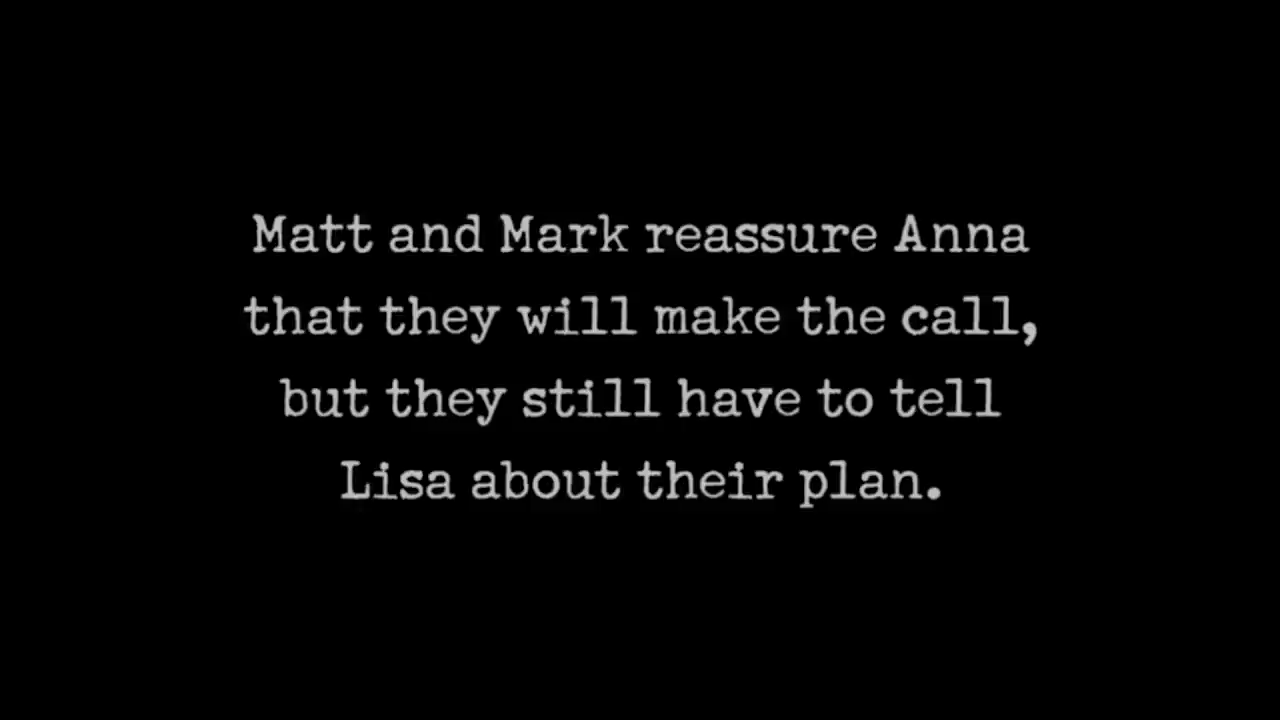 Matt and Mark reassure Anna
that they will make the call,
but they still have to tell
Lisa about their plan.